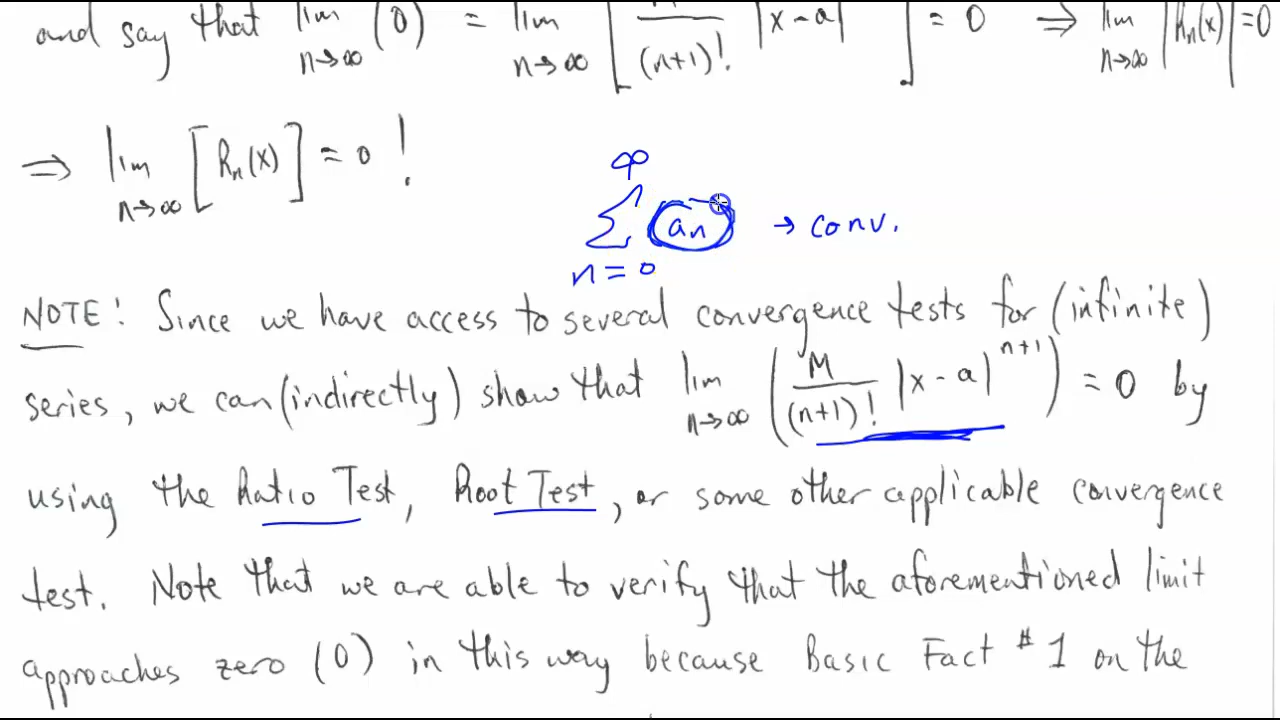 and say that lim n→∞ (0) = lim n→∞ [ M/(n+1)! |x-a| ] = 0 ⇒ lim n→∞ |Rn(x)| = 0
⇒ lim n→∞ [Rn(x)] = 0 !
∞ Σ n=0 an → conv.
NOTE: Since we have access to several convergence tests for (infinite)
series, we can (indirectly) show that lim n→∞ ( M/(n+1)! |x-a|^n+1 ) = 0 by
using the Ratio Test, Root Test, or some other applicable convergence
test. Note that we are able to verify that the aforementioned limit
approaches zero (0) in this way because Basic Fact #1 on the